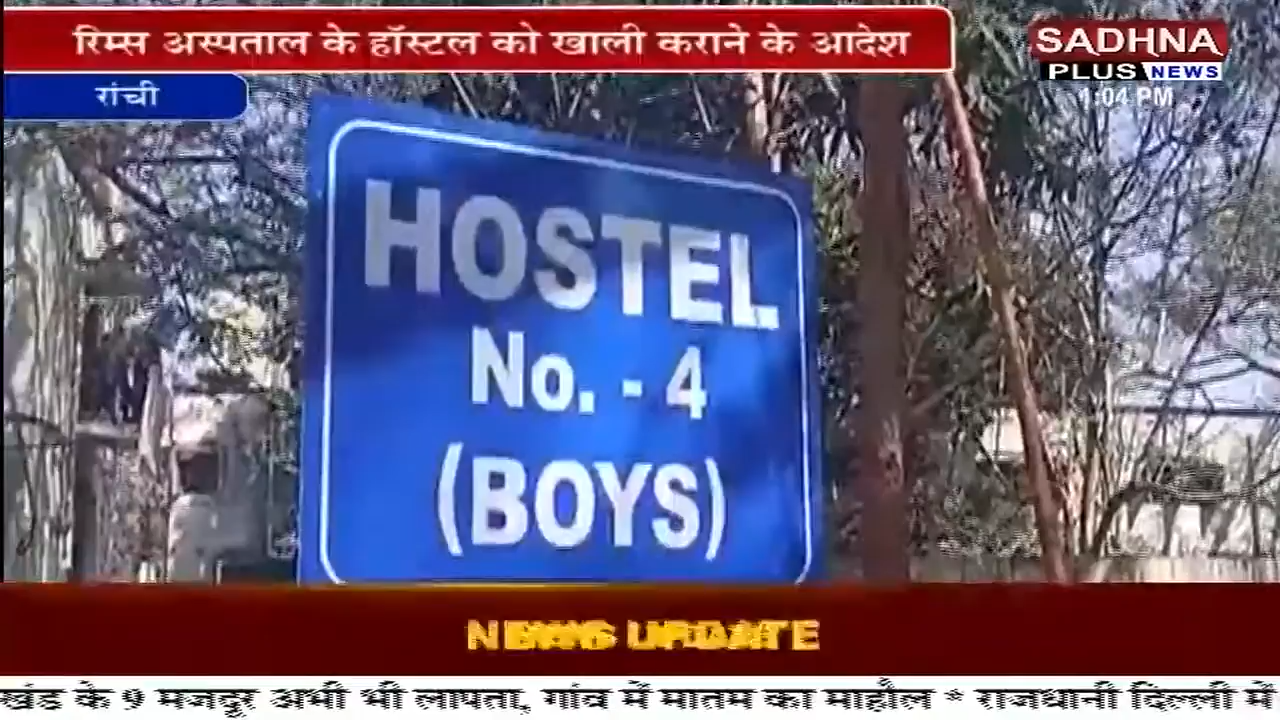 रिम्स अस्पताल के हॉस्टल को खाली कराने के आदेश
SADHNA
PLUS NEWS
1:04 PM
रांची
HOSTEL
No. - 4
(BOYS)
NEWS UPDATE
खंड के 9 मजदूर अभी भी लापता, गांव में मातम का माहौल * राजधानी दिल्ली में